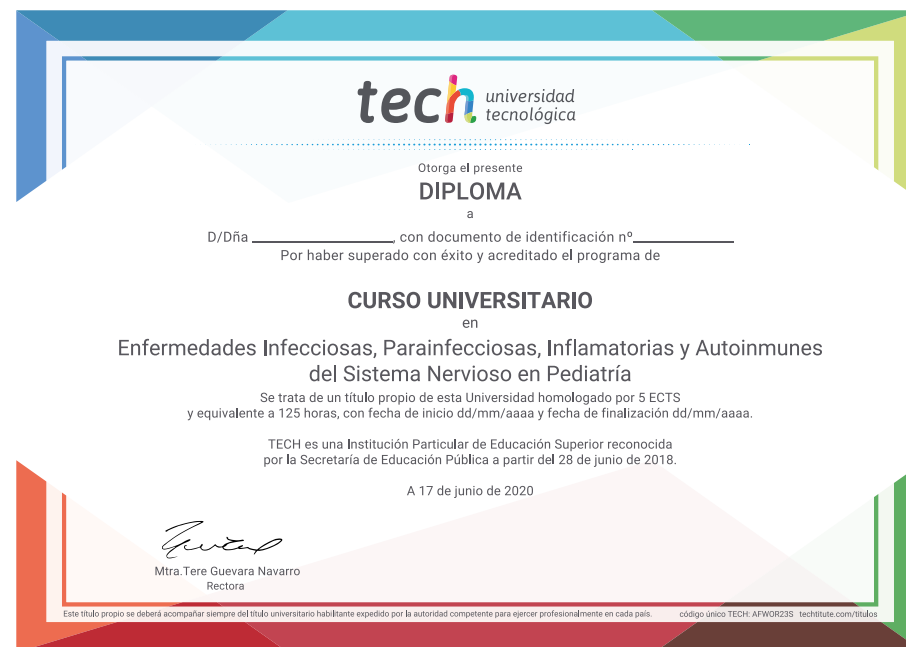 tech universidad
tecnológica
Otorga el presente
DIPLOMA
a
D/Dña ____________________, con documento de identificación nº______________
Por haber superado con éxito y acreditado el programa de
CURSO UNIVERSITARIO
en
Enfermedades Infecciosas, Parainfecciosas, Inflamatorias y Autoinmunes
del Sistema Nervioso en Pediatría
Se trata de un título propio de esta Universidad homologado por 5 ECTS
y equivalente a 125 horas, con fecha de inicio dd/mm/aaaa y fecha de finalización dd/mm/aaaa.
TECH es una Institución Particular de Educación Superior reconocida
por la Secretaría de Educación Pública a partir del 28 de junio de 2018.
A 17 de junio de 2020
Mtra.Tere Guevara Navarro
Rectora
Este título propio se deberá acompañar siempre del título universitario habilitante expedido por la autoridad competente para ejercer profesionalmente en cada país. código único TECH: AFWOR23S techtitute.com/titulos